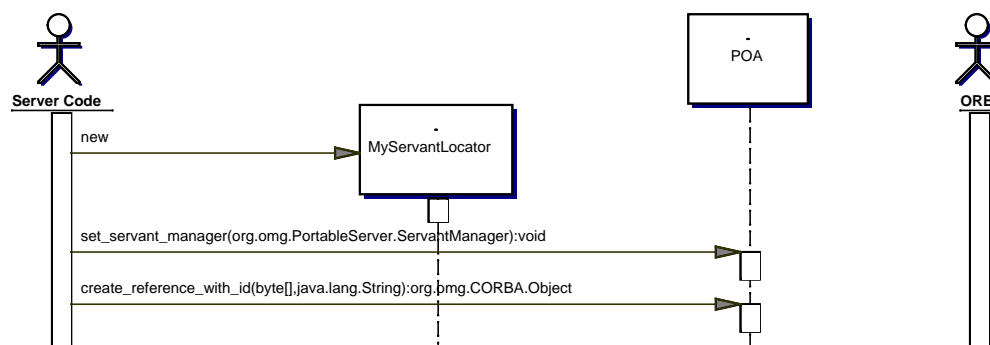 -
POA
Server Code
ORB
-
MyServantLocator
new
set_servant_manager(org.omg.PortableServer.ServantManager):void
create_reference_with_id(byte[],java.lang.String):org.omg.CORBA.Object